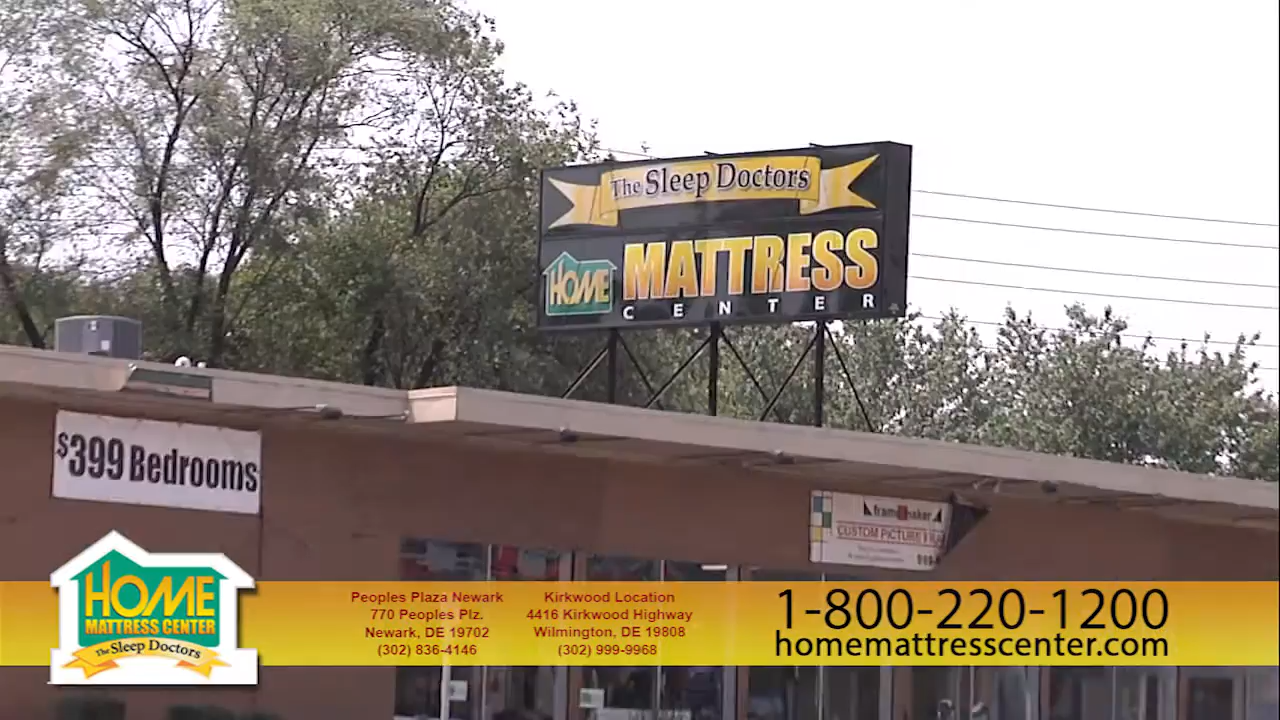 The Sleep Doctors
HOME MATTRESS
CENTER
$399 Bedrooms
framemaker
CUSTOM PICTURE FRA
HOME
MATTRESS CENTER
The Sleep Doctors
Peoples Plaza Newark
770 Peoples Plz.
Newark, DE 19702
(302) 836-4146
Kirkwood Location
4416 Kirkwood Highway
Wilmington, DE 19808
(302) 999-9968
1-800-220-1200
homemattresscenter.com